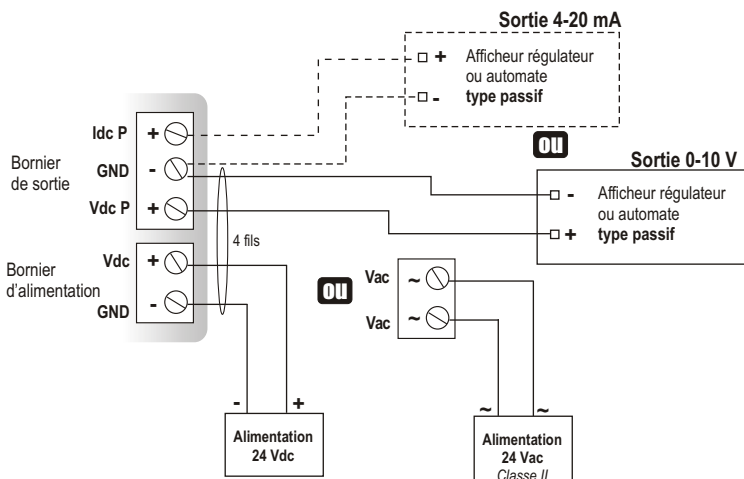 Sortie 4-20 mA
+ Afficheur régulateur
ou automate
- type passif
ou
Sortie 0-10 V
- Afficheur régulateur
ou automate
+ type passif
Bornier
de sortie
Idc P +
GND -
Vdc P +
4 fils
Bornier
d'alimentation
Vdc +
GND -
ou
Vac ~
Vac ~
- +
Alimentation
24 Vdc
~ ~
Alimentation
24 Vac
Classe II